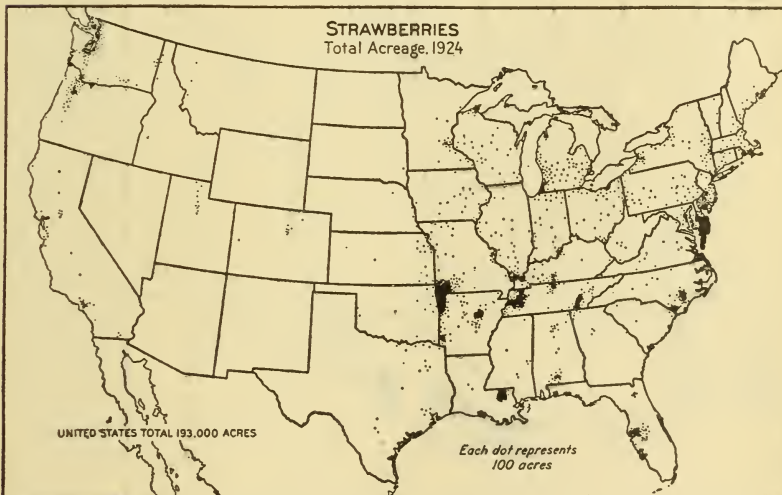 STRAWBERRIES
Total Acreage, 1924
UNITED STATES TOTAL 193,000 ACRES
Each dot represents
100 acres